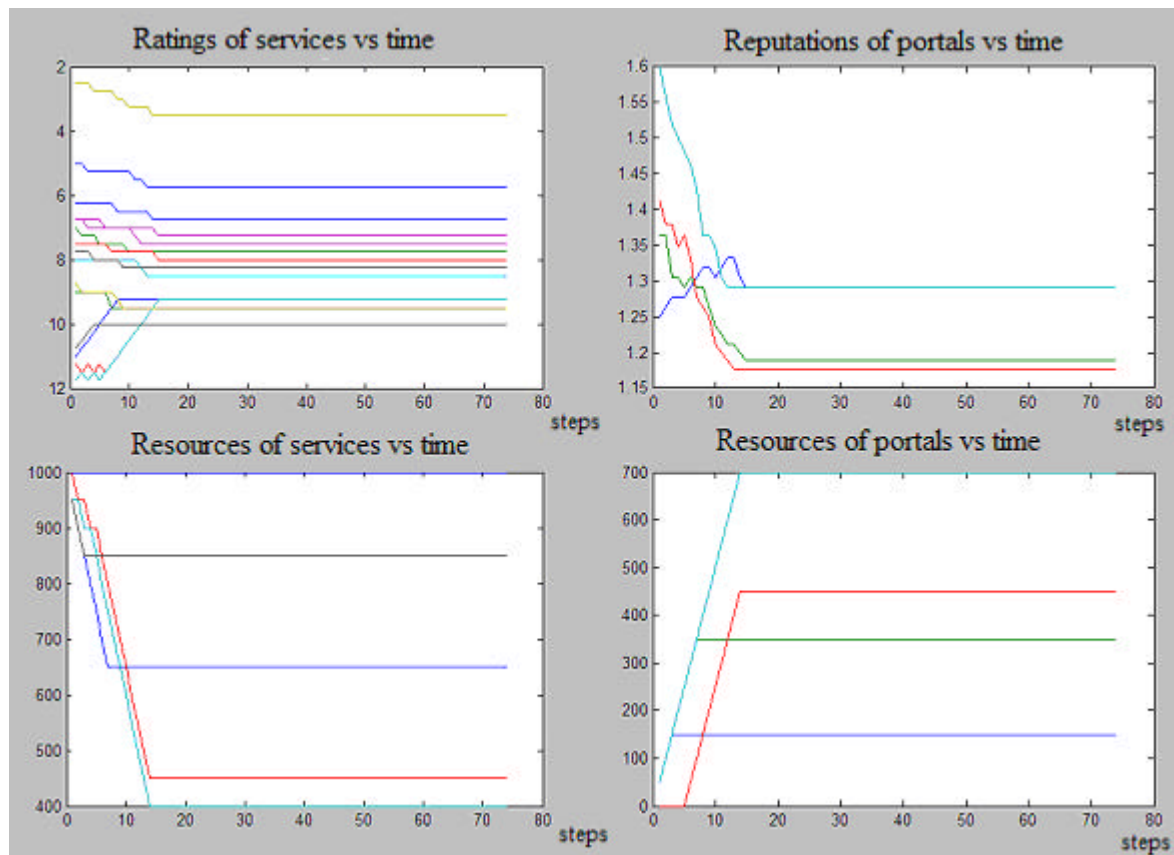 Ratings of services vs time
2
4
6
8
10
12
0 10 20 30 40 50 60 70 80
steps
Reputations of portals vs time
1.6
1.55
1.5
1.45
1.4
1.35
1.3
1.25
1.2
1.15
0 10 20 30 40 50 60 70 80
steps
Resources of services vs time
1000
900
800
700
600
500
400
0 10 20 30 40 50 60 70 80
steps
Resources of portals vs time
700
600
500
400
300
200
100
0
0 10 20 30 40 50 60 70 80
steps